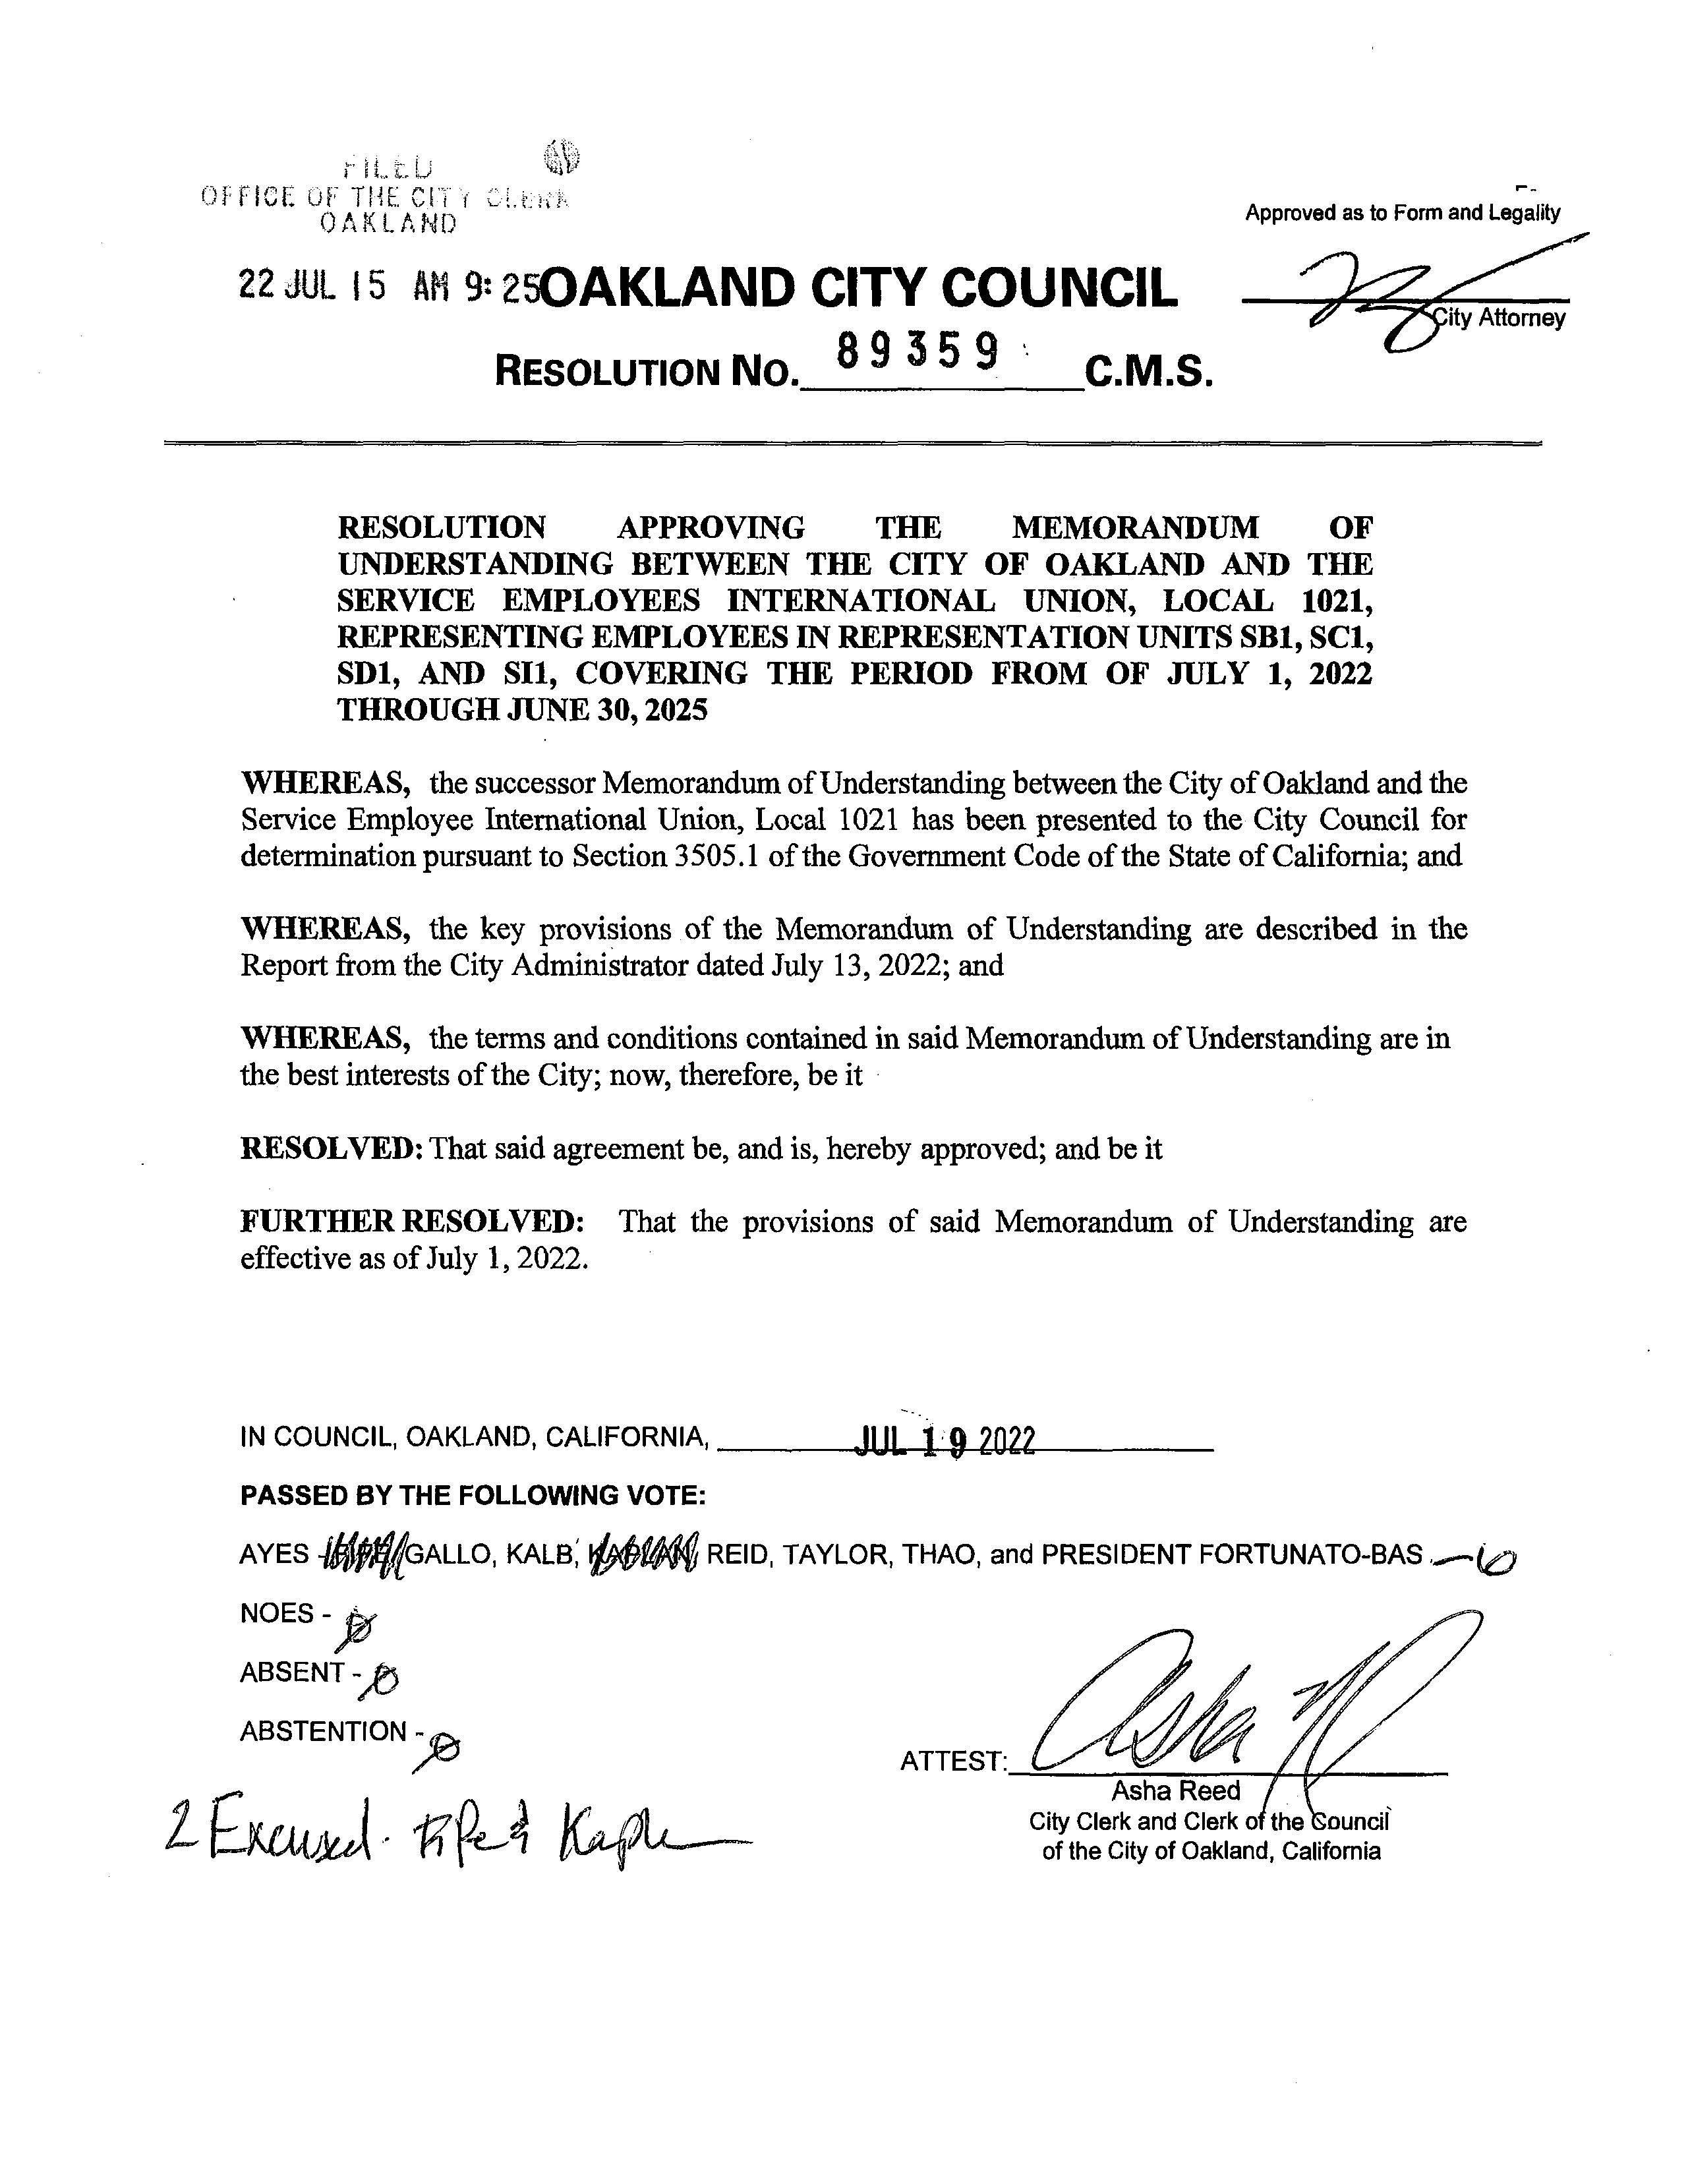 FILED
OFFICE OF THE CITY CLERK
OAKLAND
22 JUL 15 AM 9:25
Approved as to Form and Legality
City Attorney
OAKLAND CITY COUNCIL
RESOLUTION NO. 89359 C.M.S.
RESOLUTION APPROVING THE MEMORANDUM OF
UNDERSTANDING BETWEEN THE CITY OF OAKLAND AND THE
SERVICE EMPLOYEES INTERNATIONAL UNION, LOCAL 1021,
REPRESENTING EMPLOYEES IN REPRESENTATION UNITS SB1, SC1,
SD1, AND SI1, COVERING THE PERIOD FROM OF JULY 1, 2022
THROUGH JUNE 30, 2025
WHEREAS, the successor Memorandum of Understanding between the City of Oakland and the
Service Employee International Union, Local 1021 has been presented to the City Council for
determination pursuant to Section 3505.1 of the Government Code of the State of California; and
WHEREAS, the key provisions of the Memorandum of Understanding are described in the
Report from the City Administrator dated July 13, 2022; and
WHEREAS, the terms and conditions contained in said Memorandum of Understanding are in
the best interests of the City; now, therefore, be it
RESOLVED: That said agreement be, and is, hereby approved; and be it
FURTHER RESOLVED: That the provisions of said Memorandum of Understanding are
effective as of July 1, 2022.
IN COUNCIL, OAKLAND, CALIFORNIA, JUL 19 2022
PASSED BY THE FOLLOWING VOTE:
AYES - GALLO, KALB, KAPLAN, REID, TAYLOR, THAO, and PRESIDENT FORTUNATO-BAS - 6
NOES - Ø
ABSENT - Ø
ABSTENTION - Ø
2 Excused - Fife & Kaplan
ATTEST:
Asha Reed
City Clerk and Clerk of the Council
of the City of Oakland, California